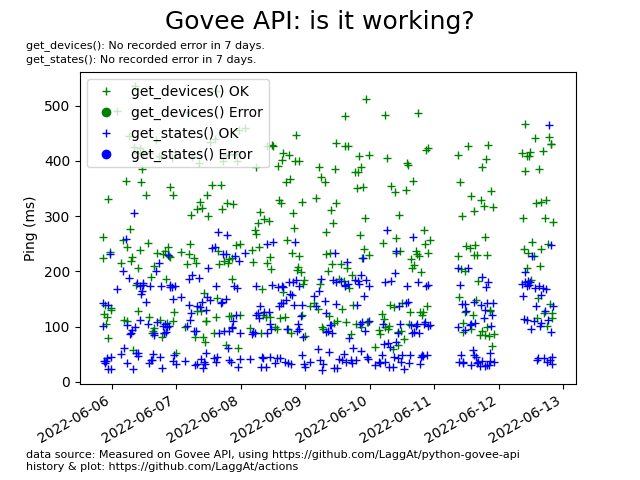 Govee API: is it working?
get_devices(): No recorded error in 7 days.
get_states(): No recorded error in 7 days.
get_devices() OK
get_devices() Error
get_states() OK
get_states() Error
Ping (ms)
500
400
300
200
100
0
2022-06-06
2022-06-07
2022-06-08
2022-06-09
2022-06-10
2022-06-11
2022-06-12
2022-06-13
data source: Measured on Govee API, using https://github.com/LaggAt/python-govee-api
history & plot: https://github.com/LaggAt/actions